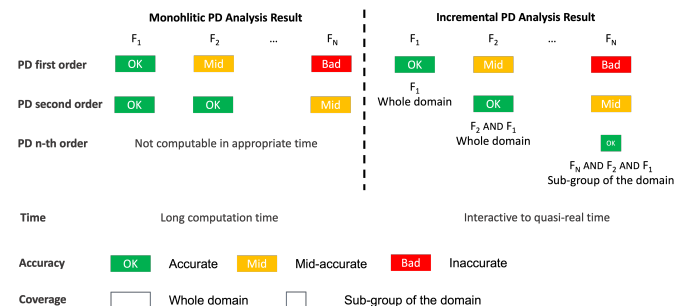 Monohlitic PD Analysis Result
Incremental PD Analysis Result
F1 F2 ... FN F1 F2 ... FN
PD first order OK Mid Bad OK Mid Bad
F1
Whole domain
PD second order OK OK Mid OK Mid
F2 AND F1
Whole domain
PD n-th order Not computable in appropriate time OK
FN AND F2 AND F1
Sub-group of the domain
Time Long computation time Interactive to quasi-real time
Accuracy OK Accurate Mid Mid-accurate Bad Inaccurate
Coverage Whole domain Sub-group of the domain